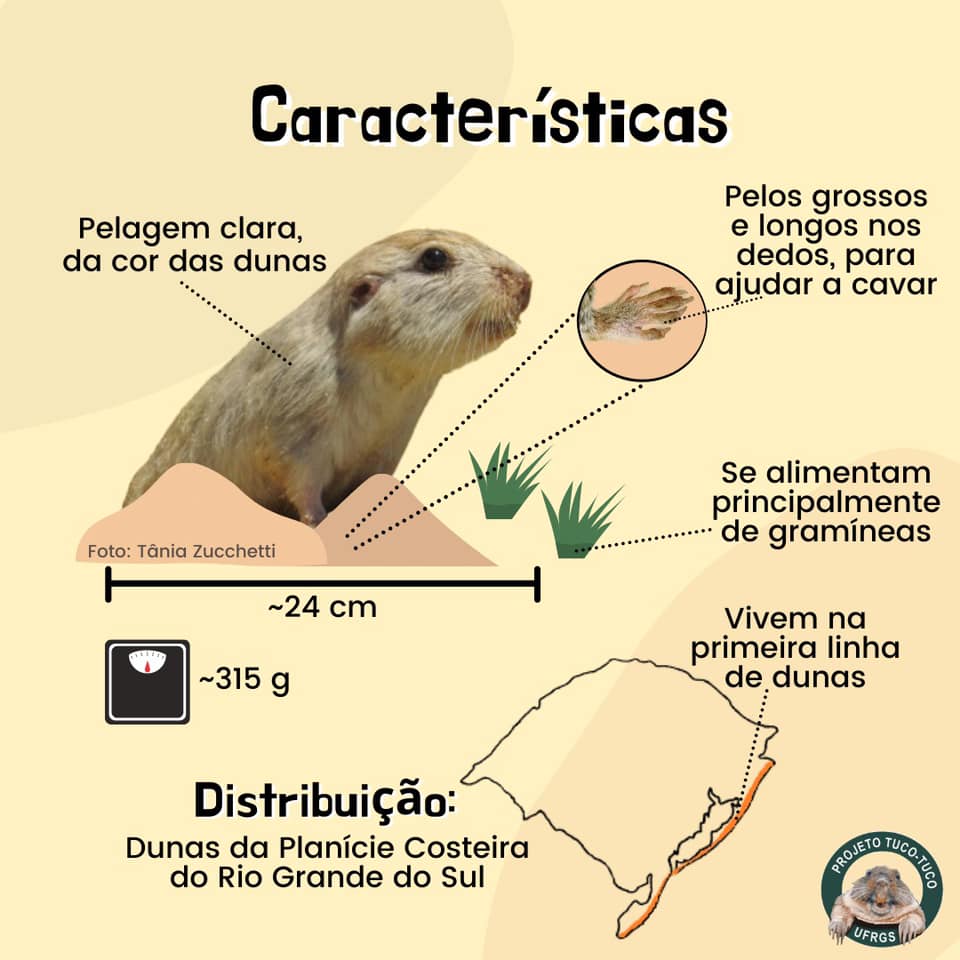 Características
Pelagem clara,
da cor das dunas
Pelos grossos
e longos nos
dedos, para
ajudar a cavar
Se alimentam
principalmente
de gramíneas
Foto: Tânia Zucchetti
~24 cm
~315 g
Vivem na
primeira linha
de dunas
Distribuição:
Dunas da Planície Costeira
do Rio Grande do Sul
PROJETO TUCO-TUCO
UFRGS